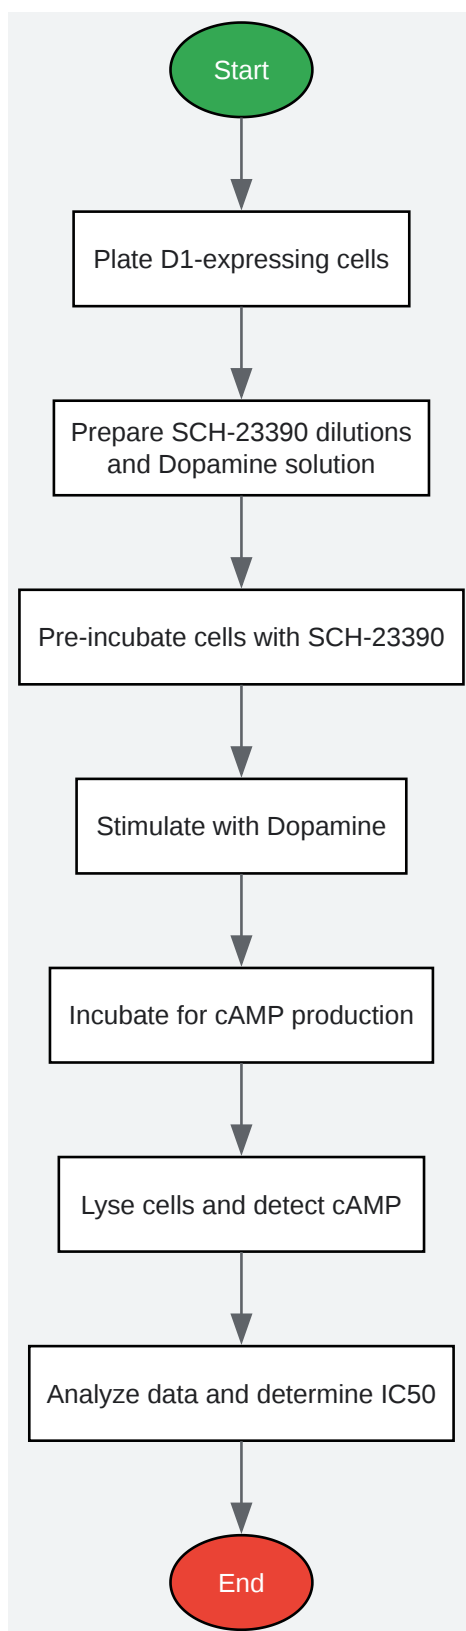 Start
Plate D1-expressing cells
Prepare SCH-23390 dilutions
and Dopamine solution
Pre-incubate cells with SCH-23390
Stimulate with Dopamine
Incubate for cAMP production
Lyse cells and detect cAMP
Analyze data and determine IC50
End